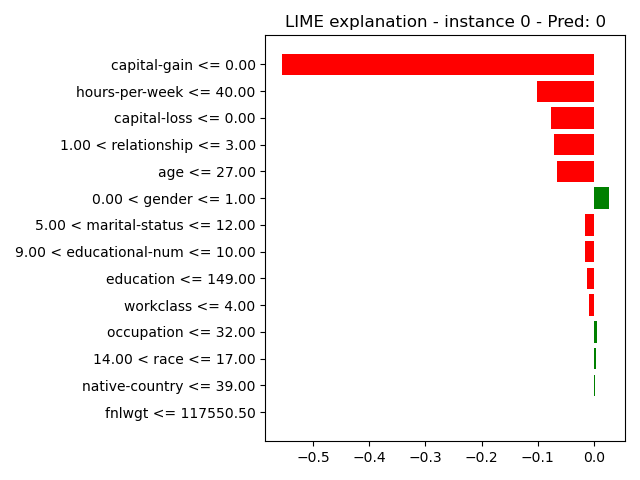 LIME explanation - instance 0 - Pred: 0
capital-gain <= 0.00
hours-per-week <= 40.00
capital-loss <= 0.00
1.00 < relationship <= 3.00
age <= 27.00
0.00 < gender <= 1.00
5.00 < marital-status <= 12.00
9.00 < educational-num <= 10.00
education <= 149.00
workclass <= 4.00
occupation <= 32.00
14.00 < race <= 17.00
native-country <= 39.00
fnlwgt <= 117550.50
−0.5 −0.4 −0.3 −0.2 −0.1 0.0